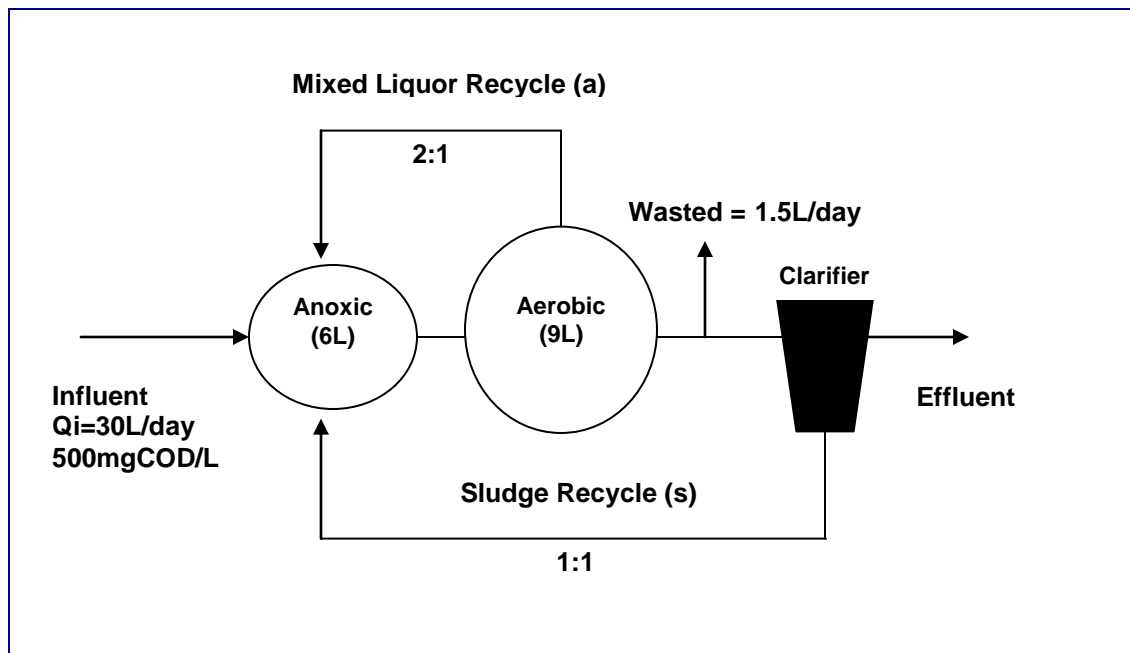 Mixed Liquor Recycle (a)
2:1
Wasted = 1.5L/day
Clarifier
Anoxic
(6L)
Aerobic
(9L)
Influent
Qi=30L/day
500mgCOD/L
Effluent
Sludge Recycle (s)
1:1